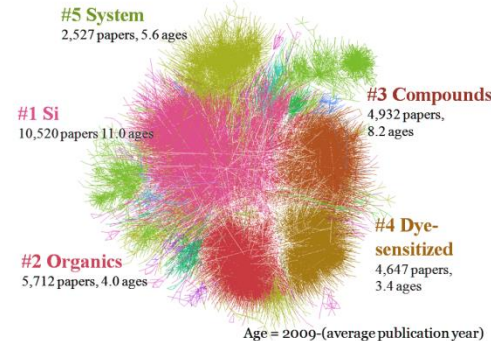 #5 System
2,527 papers, 5.6 ages
#1 Si
10,520 papers 11.0 ages
#3 Compounds
4,932 papers,
8.2 ages
#4 Dye-
sensitized
4,647 papers,
3.4 ages
#2 Organics
5,712 papers, 4.0 ages
Age = 2009-(average publication year)